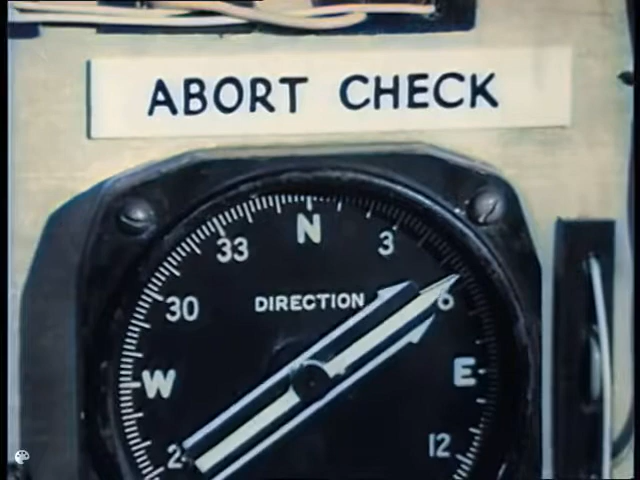 ABORT CHECK
N
33 3
30 DIRECTION 6
W E
12